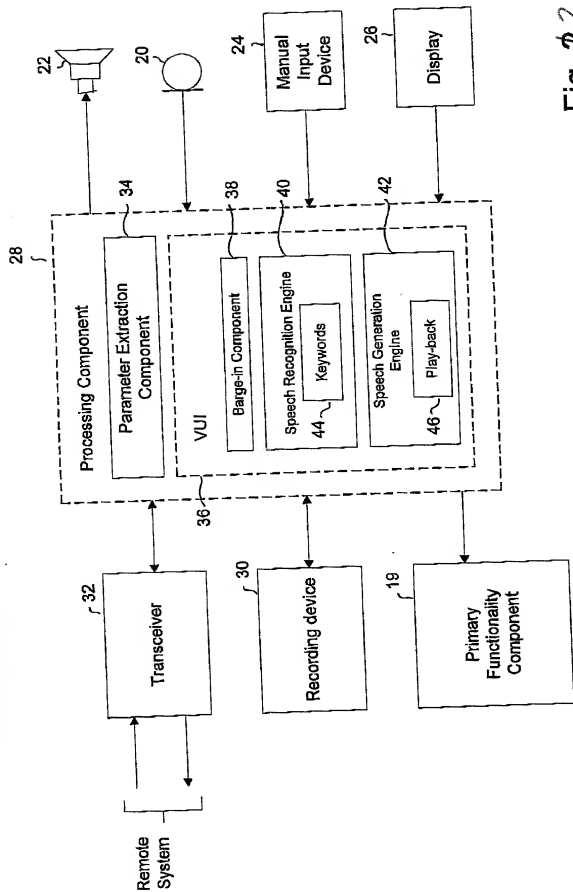 28
Processing Component
34
Parameter Extraction
Component
36
VUI
38
Barge-in Component
40
Speech Recognition Engine
44
Keywords
42
Speech Generation
Engine
46
Play-back
22
20
24
Manual
Input
Device
26
Display
32
Transceiver
Remote
System
30
Recording device
19
Primary
Functionality
Component
Fig. 2